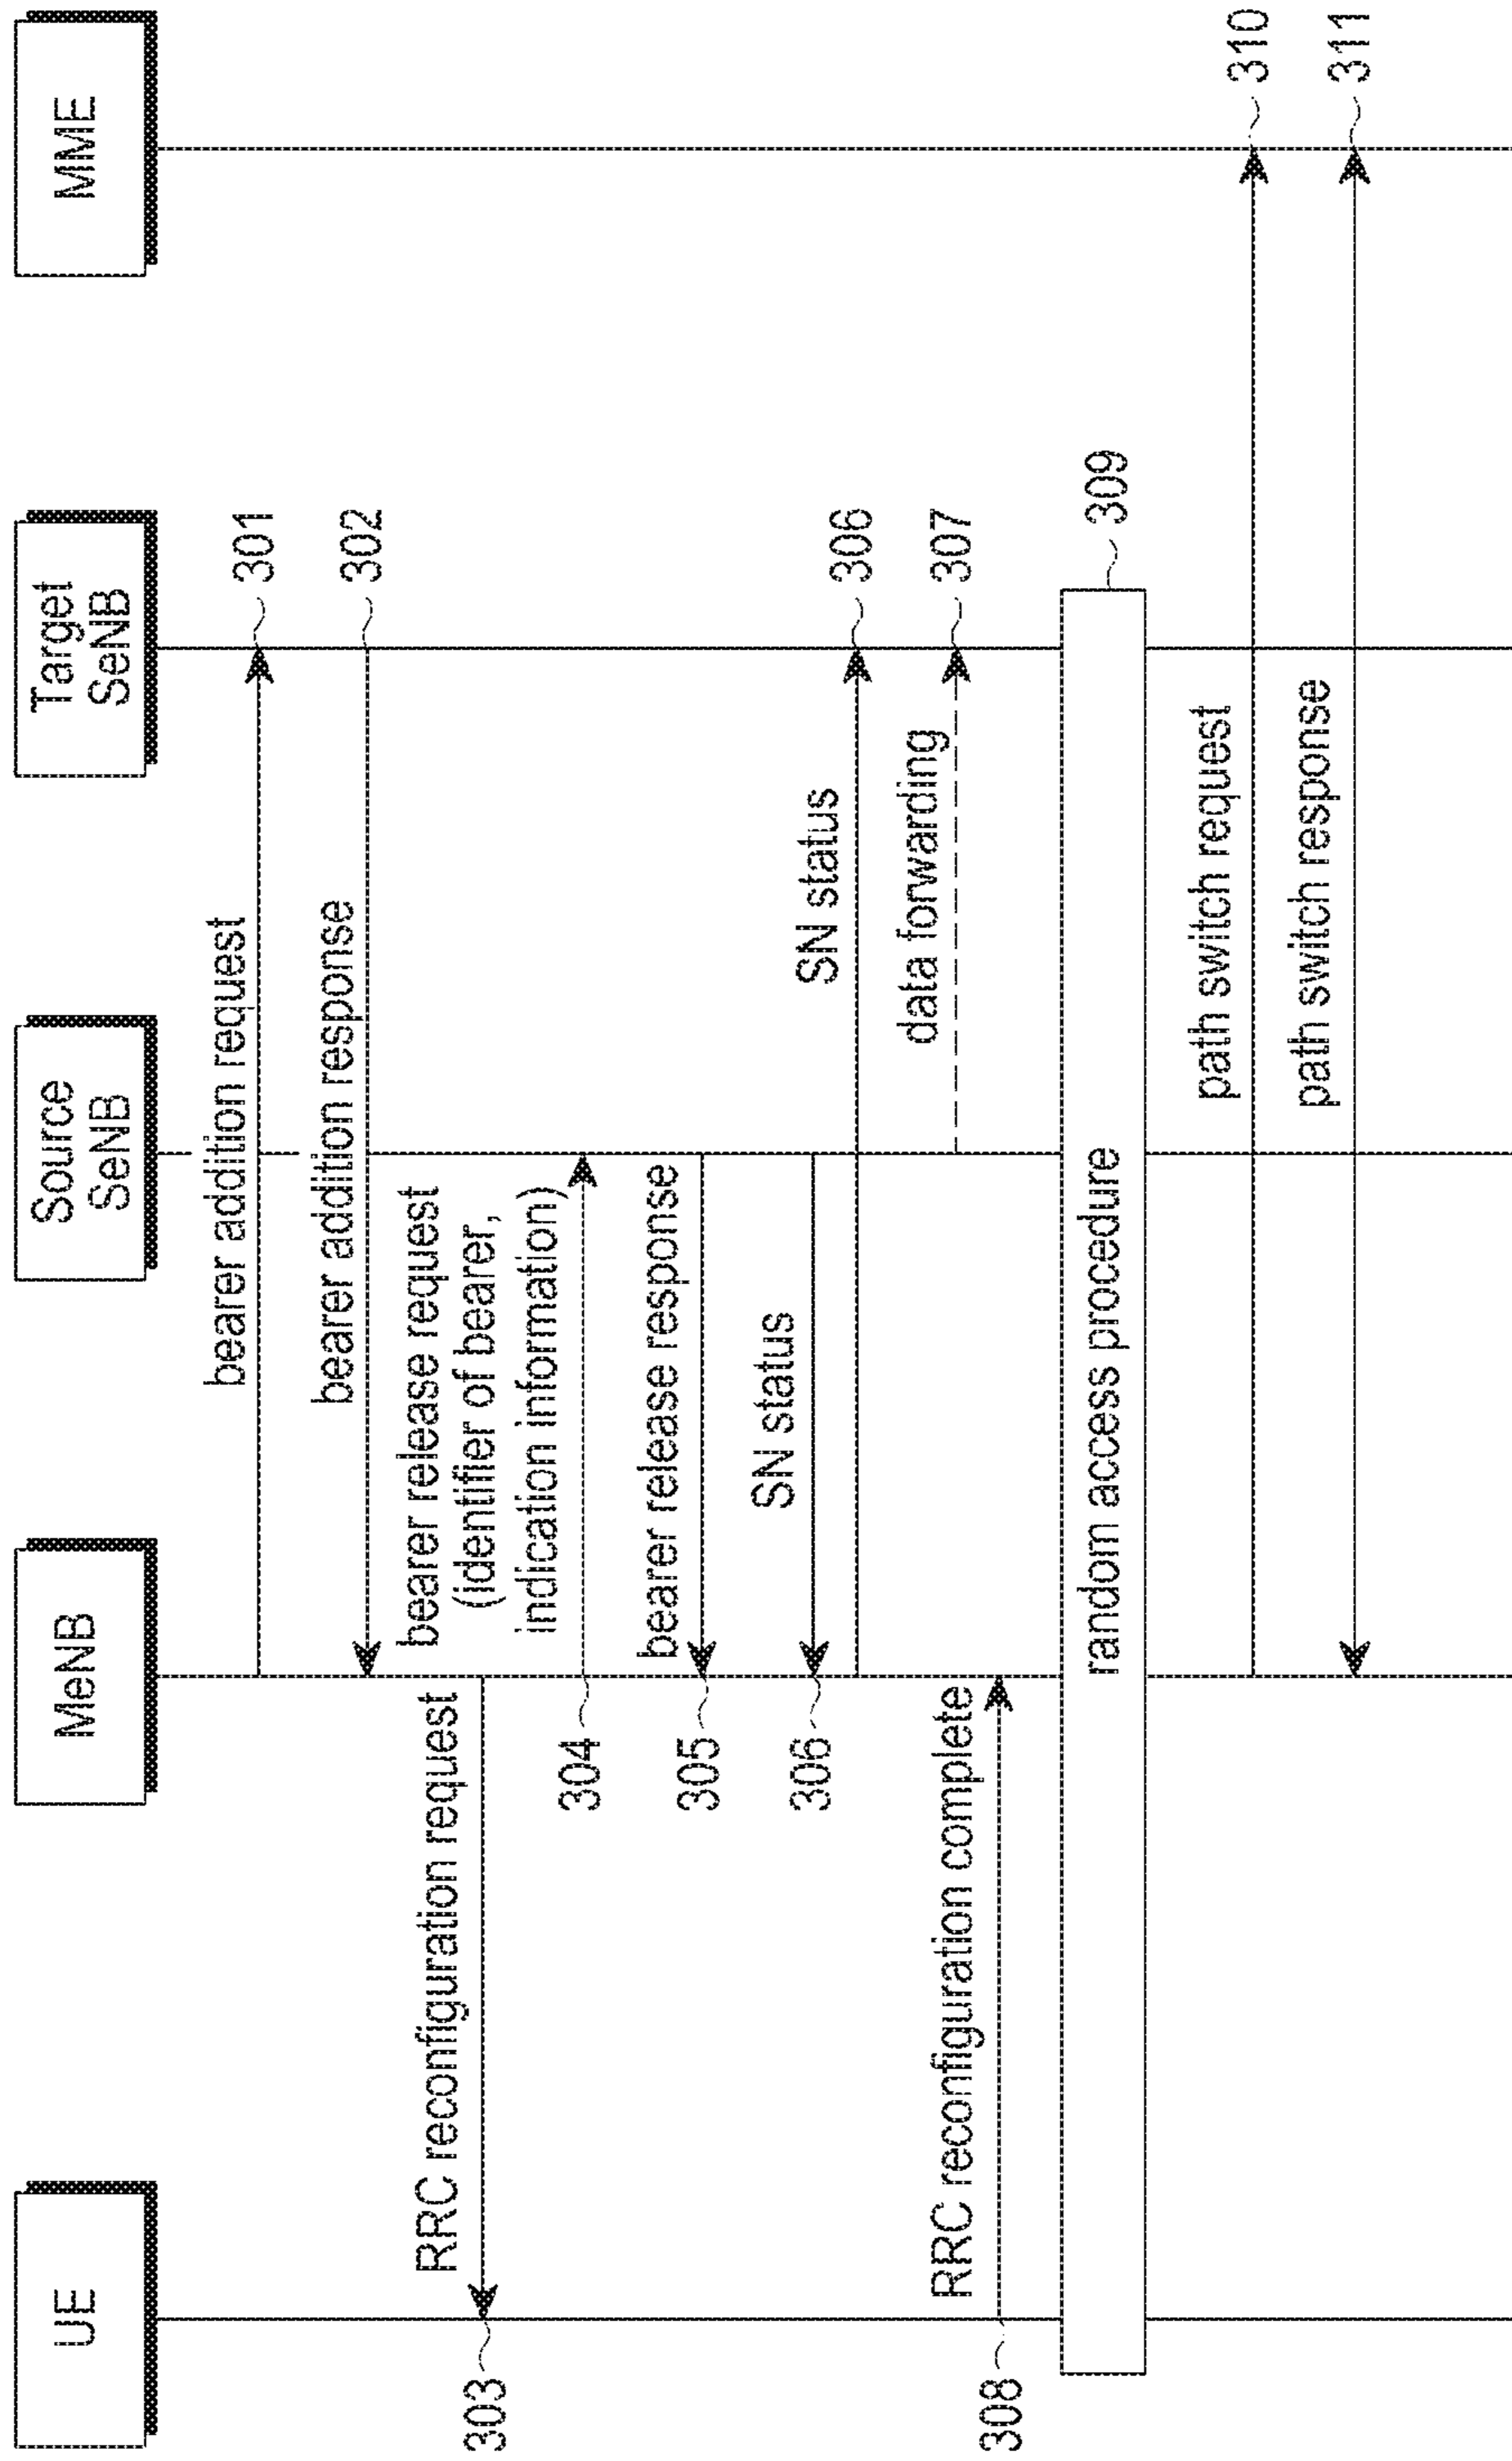 UE
MeNB
Source
SeNB
Target
SeNB
MME
bearer addition request
301
bearer addition response
302
RRC reconfiguration request
303
bearer release request
(identifier of bearer,
indication information)
304
bearer release response
305
SN status
306
SN status
306
data forwarding
307
RRC reconfiguration complete
308
random access procedure
309
path switch request
310
path switch response
311